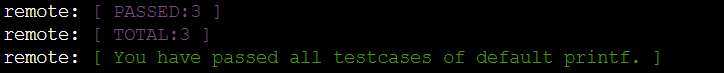 remote: [ PASSED:3 ]
remote: [ TOTAL:3 ]
remote: [ You have passed all testcases of default printf. ]